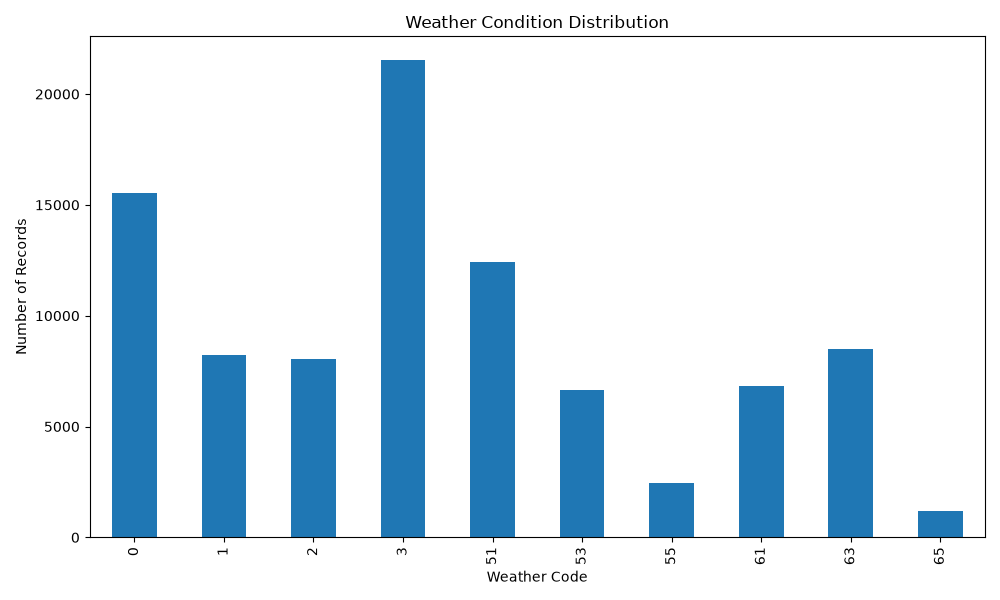 Weather Condition Distribution
Number of Records
20000
15000
10000
5000
0
0 1 2 3 51 53 55 61 63 65
Weather Code